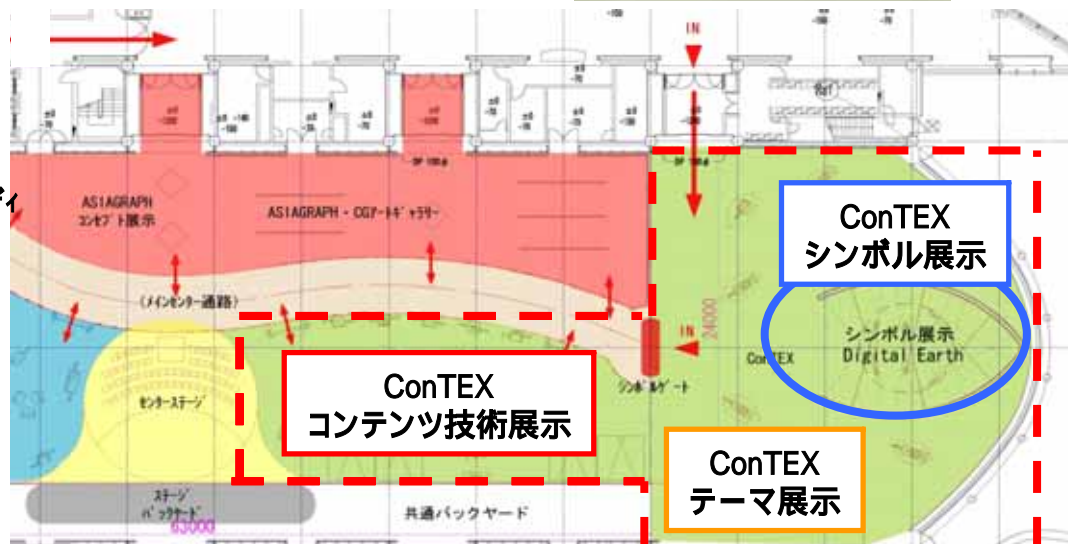 IN
ASIAGRAPH
コンセプト展示
ASIAGRAPH・CGアートギャラリー
ConTEX
シンボル展示
(メインセンター通路)
24000
IN
シンボル展示
Digital Earth
ConTEX
シンボルゲート
ConTEX
コンテンツ技術展示
センターステージ
ConTEX
テーマ展示
ステージ
バックヤード
63000
共通バックヤード